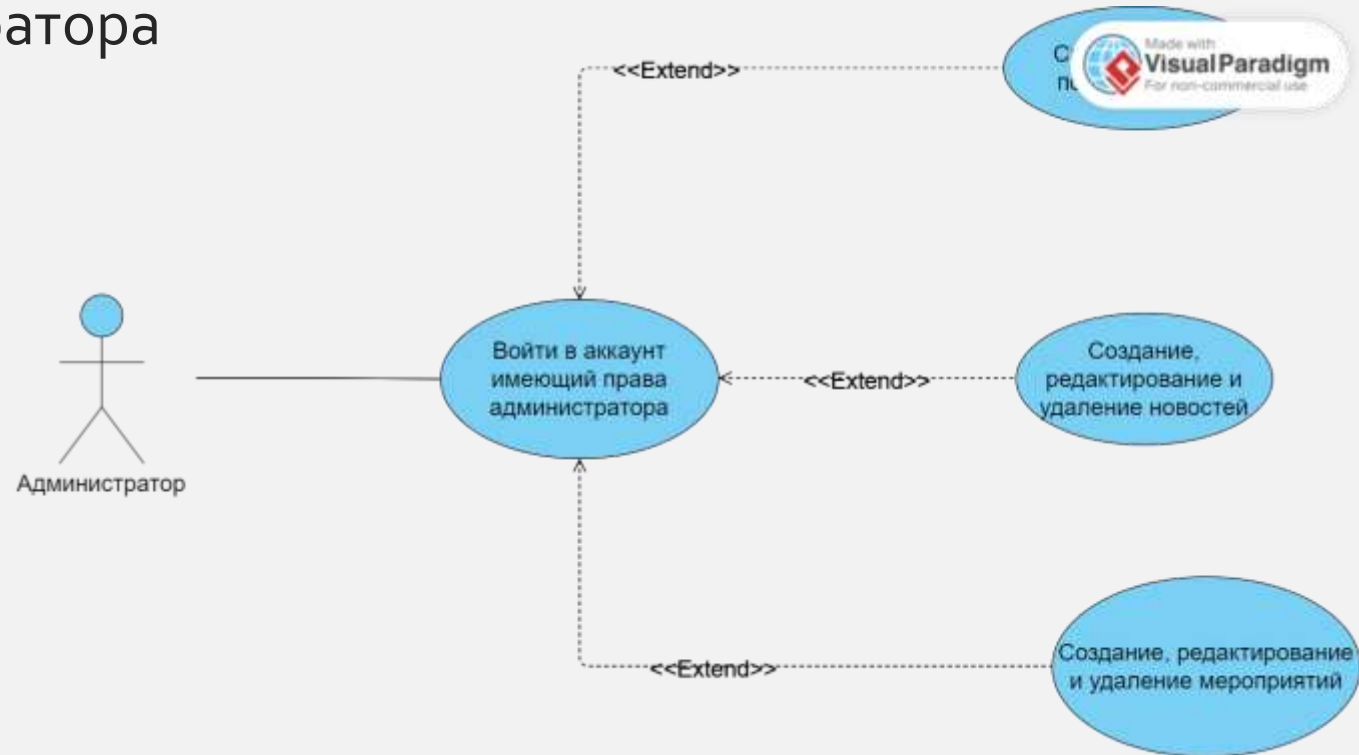 <<Extend>>
Made with
Visual Paradigm
For non-commercial use
Войти в аккаунт
имеющий права
администратора
<<Extend>>
Создание,
редактирование и
удаление новостей
Администратор
<<Extend>>
Создание, редактирование
и удаление мероприятий